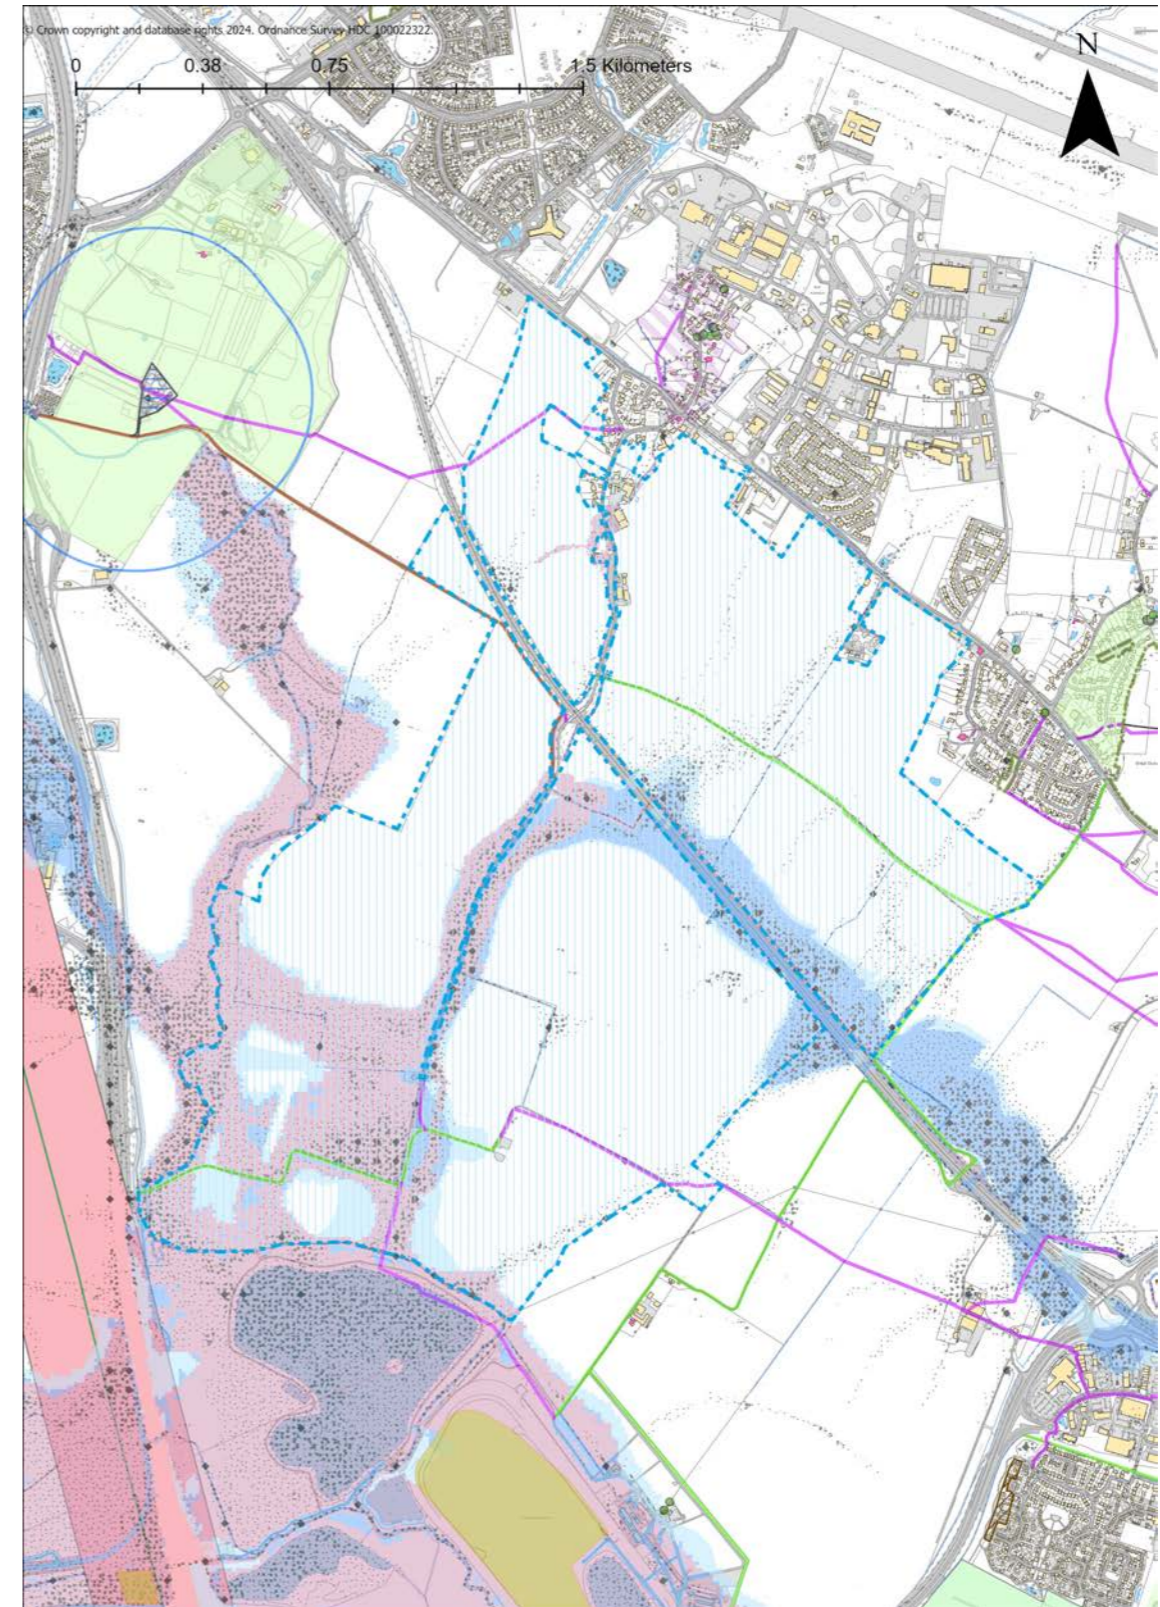 © Crown copyright and database rights 2024. Ordnance Survey HDC 100022322.
0 0.38 0.75 1.5 Kilometers
N